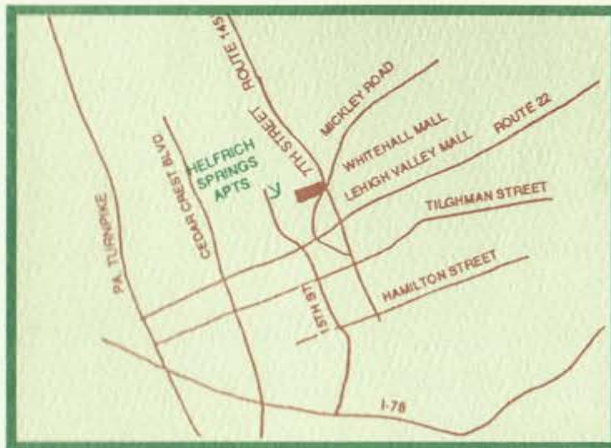 ROUTE 145
7TH STREET
MICKLEY ROAD
WHITEHALL MALL
LEHIGH VALLEY MALL
ROUTE 22
HELFRICH
SPRINGS
APTS
CEDAR CREST BLVD.
PA. TURNPIKE
TILGHMAN STREET
15TH ST.
HAMILTON STREET
I-78